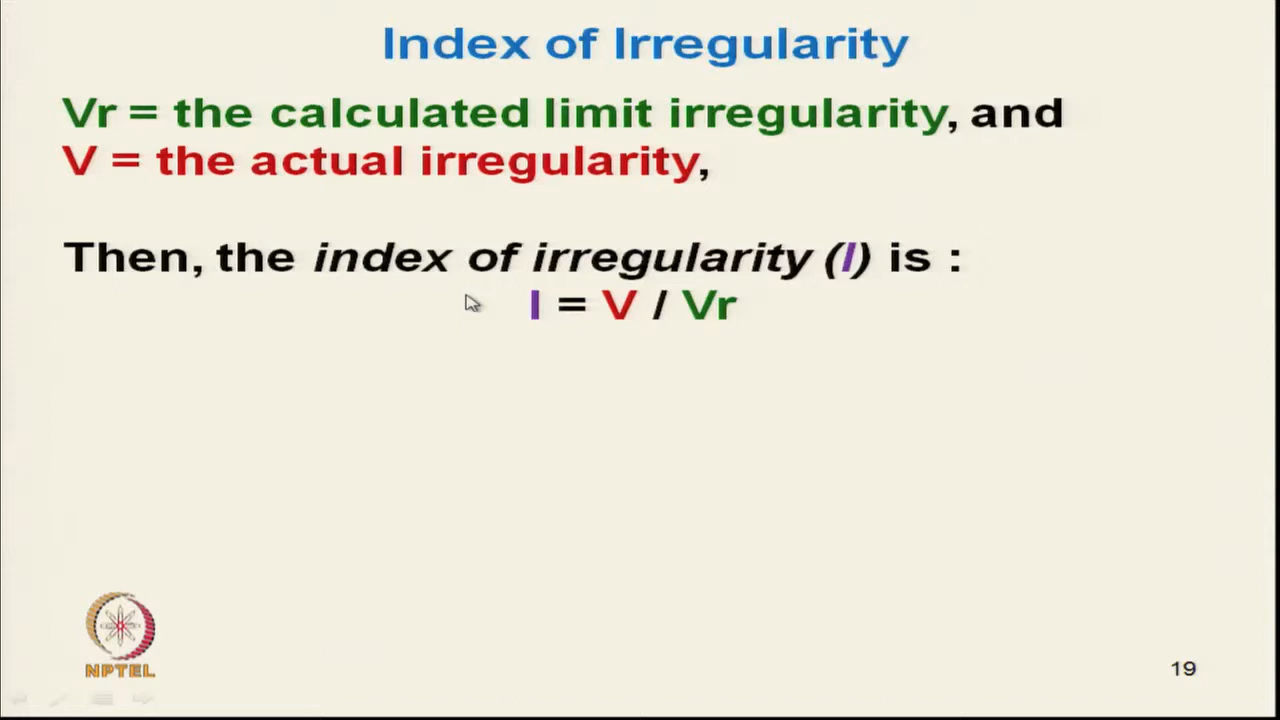 Index of Irregularity
Vr = the calculated limit irregularity, and
V = the actual irregularity,
Then, the index of irregularity (I) is :
I = V / Vr
NPTEL
19